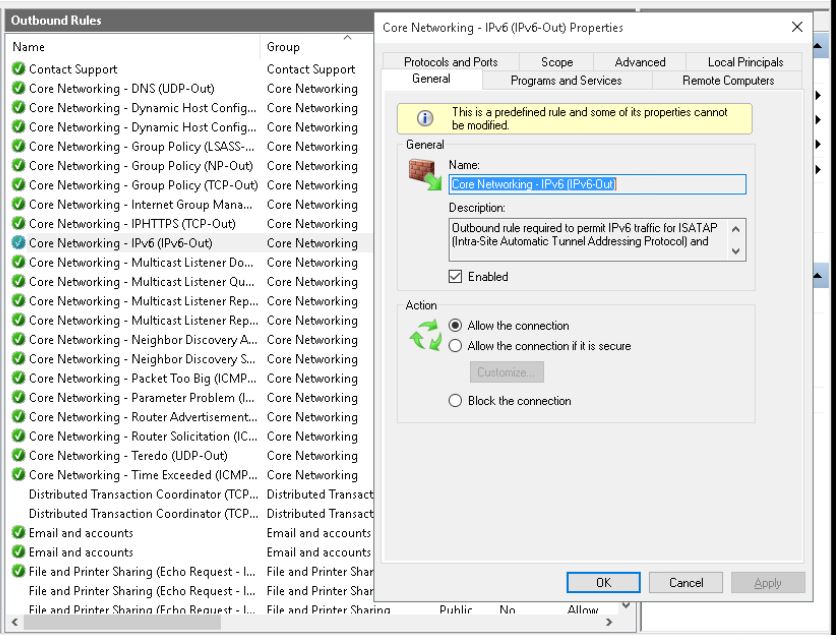 Outbound Rules
Name Group
Contact Support Contact Support
Core Networking - DNS (UDP-Out) Core Networking
Core Networking - Dynamic Host Config... Core Networking
Core Networking - Dynamic Host Config... Core Networking
Core Networking - Group Policy (LSASS-... Core Networking
Core Networking - Group Policy (NP-Out) Core Networking
Core Networking - Group Policy (TCP-Out) Core Networking
Core Networking - Internet Group Mana... Core Networking
Core Networking - IPHTTPS (TCP-Out) Core Networking
Core Networking - IPv6 (IPv6-Out) Core Networking
Core Networking - Multicast Listener Do... Core Networking
Core Networking - Multicast Listener Qu... Core Networking
Core Networking - Multicast Listener Rep... Core Networking
Core Networking - Multicast Listener Rep... Core Networking
Core Networking - Neighbor Discovery A... Core Networking
Core Networking - Neighbor Discovery S... Core Networking
Core Networking - Packet Too Big (ICMP... Core Networking
Core Networking - Parameter Problem (I... Core Networking
Core Networking - Router Advertisement... Core Networking
Core Networking - Router Solicitation (IC... Core Networking
Core Networking - Teredo (UDP-Out) Core Networking
Core Networking - Time Exceeded (ICMP... Core Networking
Distributed Transaction Coordinator (TCP... Distributed Transact
Distributed Transaction Coordinator (TCP... Distributed Transact
Email and accounts Email and accounts
Email and accounts Email and accounts
File and Printer Sharing (Echo Request - I... File and Printer Shar
File and Printer Sharing (Echo Request - I... File and Printer Shar
File and Printer Sharing (Echo Request - I... File and Printer Sharing Public No Allow
Core Networking - IPv6 (IPv6-Out) Properties
Protocols and Ports Scope Advanced Local Principals
General Programs and Services Remote Computers
This is a predefined rule and some of its properties cannot
be modified.
General
Name:
Core Networking - IPv6 (IPv6-Out)
Description:
Outbound rule required to permit IPv6 traffic for ISATAP
(Intra-Site Automatic Tunnel Addressing Protocol) and
Enabled
Action
Allow the connection
Allow the connection if it is secure
Customize...
Block the connection
OK Cancel Apply